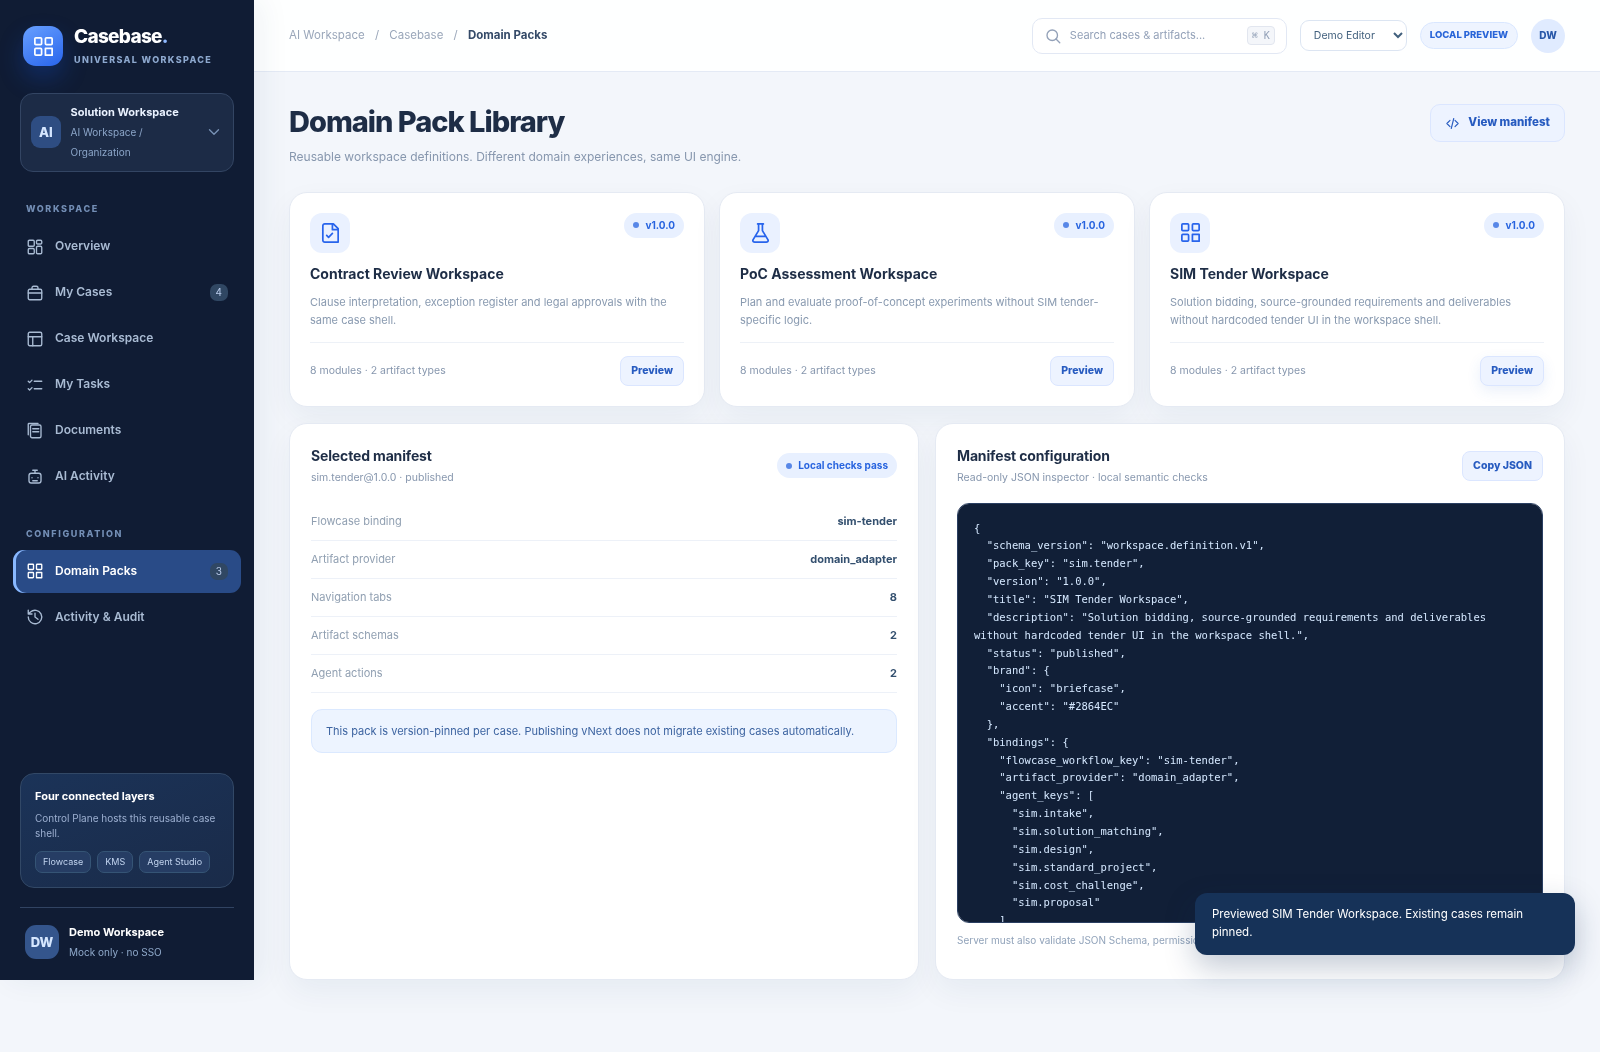 Casebase.
UNIVERSAL WORKSPACE
AI
Solution Workspace
AI Workspace /
Organization
WORKSPACE
Overview
My Cases 4
Case Workspace
My Tasks
Documents
AI Activity
CONFIGURATION
Domain Packs 3
Activity & Audit
Four connected layers
Control Plane hosts this reusable case
shell.
Flowcase KMS Agent Studio
DW
Demo Workspace
Mock only · no SSO
AI Workspace / Casebase / Domain Packs
Search cases & artifacts... ⌘ K
Demo Editor
LOCAL PREVIEW
DW
Domain Pack Library
Reusable workspace definitions. Different domain experiences, same UI engine.
View manifest
v1.0.0
Contract Review Workspace
Clause interpretation, exception register and legal approvals with the
same case shell.
8 modules · 2 artifact types
Preview
v1.0.0
PoC Assessment Workspace
Plan and evaluate proof-of-concept experiments without SIM tender-
specific logic.
8 modules · 2 artifact types
Preview
v1.0.0
SIM Tender Workspace
Solution bidding, source-grounded requirements and deliverables
without hardcoded tender UI in the workspace shell.
8 modules · 2 artifact types
Preview
Selected manifest
sim.tender@1.0.0 · published
Local checks pass
Flowcase binding sim-tender
Artifact provider domain_adapter
Navigation tabs 8
Artifact schemas 2
Agent actions 2
This pack is version-pinned per case. Publishing vNext does not migrate existing cases automatically.
Manifest configuration
Read-only JSON inspector · local semantic checks
Copy JSON
{
  "schema_version": "workspace.definition.v1",
  "pack_key": "sim.tender",
  "version": "1.0.0",
  "title": "SIM Tender Workspace",
  "description": "Solution bidding, source-grounded requirements and deliverables
without hardcoded tender UI in the workspace shell.",
  "status": "published",
  "brand": {
    "icon": "briefcase",
    "accent": "#2864EC"
  },
  "bindings": {
    "flowcase_workflow_key": "sim-tender",
    "artifact_provider": "domain_adapter",
    "agent_keys": [
      "sim.intake",
      "sim.solution_matching",
      "sim.design",
      "sim.standard_project",
      "sim.cost_challenge",
      "sim.proposal"
    ]
Server must also validate JSON Schema,
Previewed SIM Tender Workspace. Existing cases remain
pinned.